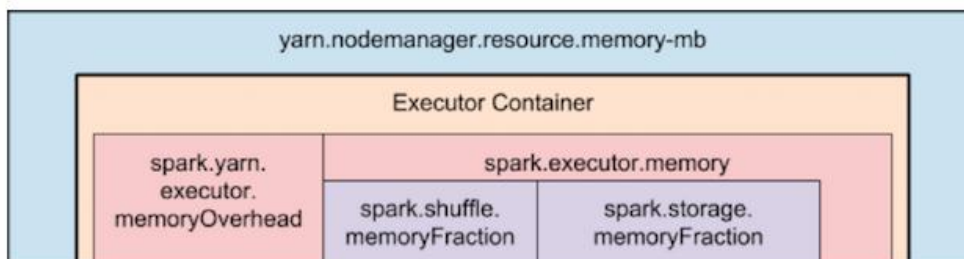 yarn.nodemanager.resource.memory-mb
Executor Container
spark.yarn.
executor.
memoryOverhead
spark.executor.memory
spark.shuffle.
memoryFraction
spark.storage.
memoryFraction